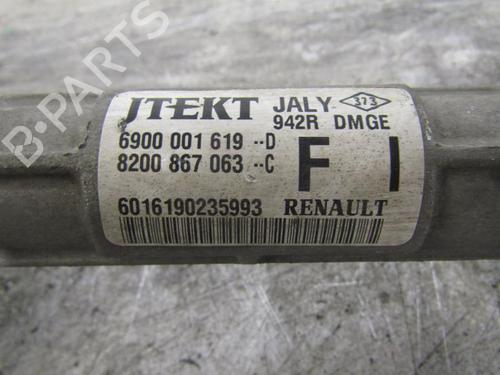 JTEKT JALY 373
942R DMGE
6900 001 619 --D
8200 867 063 --C
F I
6016190235993 RENAULT
B-PARTS